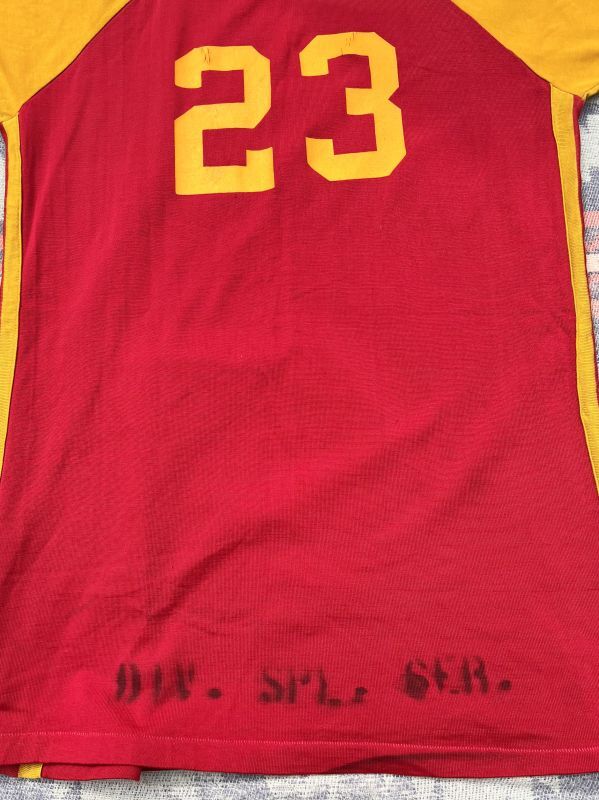 23
DIV. SPL. SER.